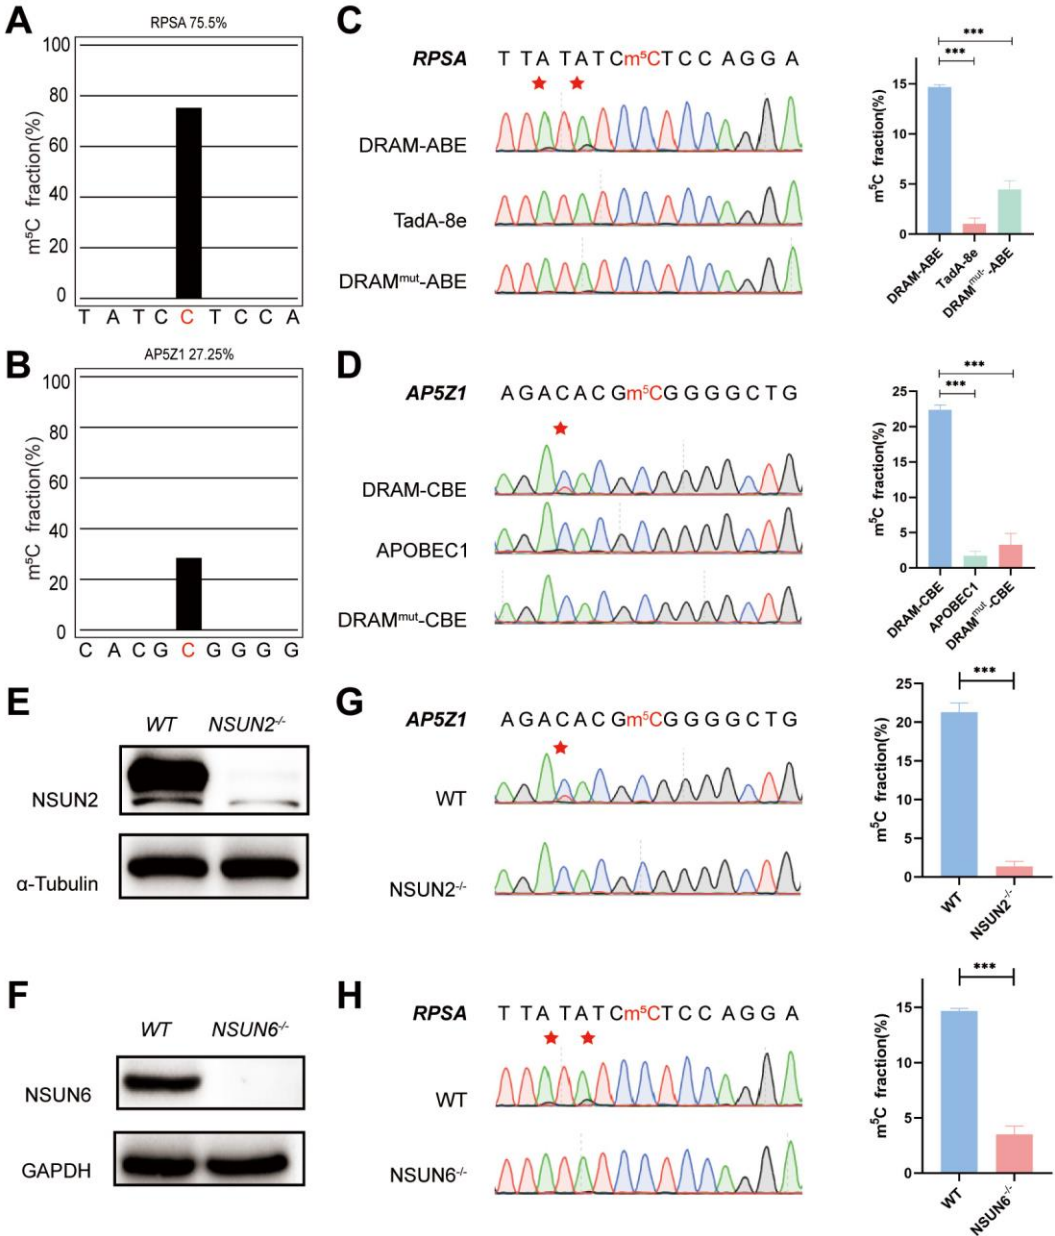 A
RPSA 75.5%
m⁵C fraction(%)
100
80
60
40
20
0
T A T C C T C C A
B
AP5Z1 27.25%
m⁵C fraction(%)
100
80
60
40
20
0
C A C G C G G G G
C
RPSA T T A T A T C m⁵C T C C A G G A
DRAM-ABE
TadA-8e
DRAMᵐᵘᵗ-ABE
m⁵C fraction(%)
15
10
5
0
***
***
DRAM-ABE
TadA-8e
DRAMᵐᵘᵗ--ABE
D
AP5Z1 A G A C A C G m⁵C G G G G C T G
DRAM-CBE
APOBEC1
DRAMᵐᵘᵗ-CBE
m⁵C fraction(%)
25
20
15
10
5
0
***
***
DRAM-CBE
APOBEC1
DRAMᵐᵘᵗ-CBE
E
WT NSUN2⁻/⁻
NSUN2
α-Tubulin
F
WT NSUN6⁻/⁻
NSUN6
GAPDH
G
AP5Z1 A G A C A C G m⁵C G G G G C T G
WT
NSUN2⁻/⁻
m⁵C fraction(%)
25
20
15
10
5
0
***
WT
NSUN2⁻/⁻
H
RPSA T T A T A T C m⁵C T C C A G G A
WT
NSUN6⁻/⁻
m⁵C fraction(%)
15
10
5
0
***
WT
NSUN6⁻/⁻